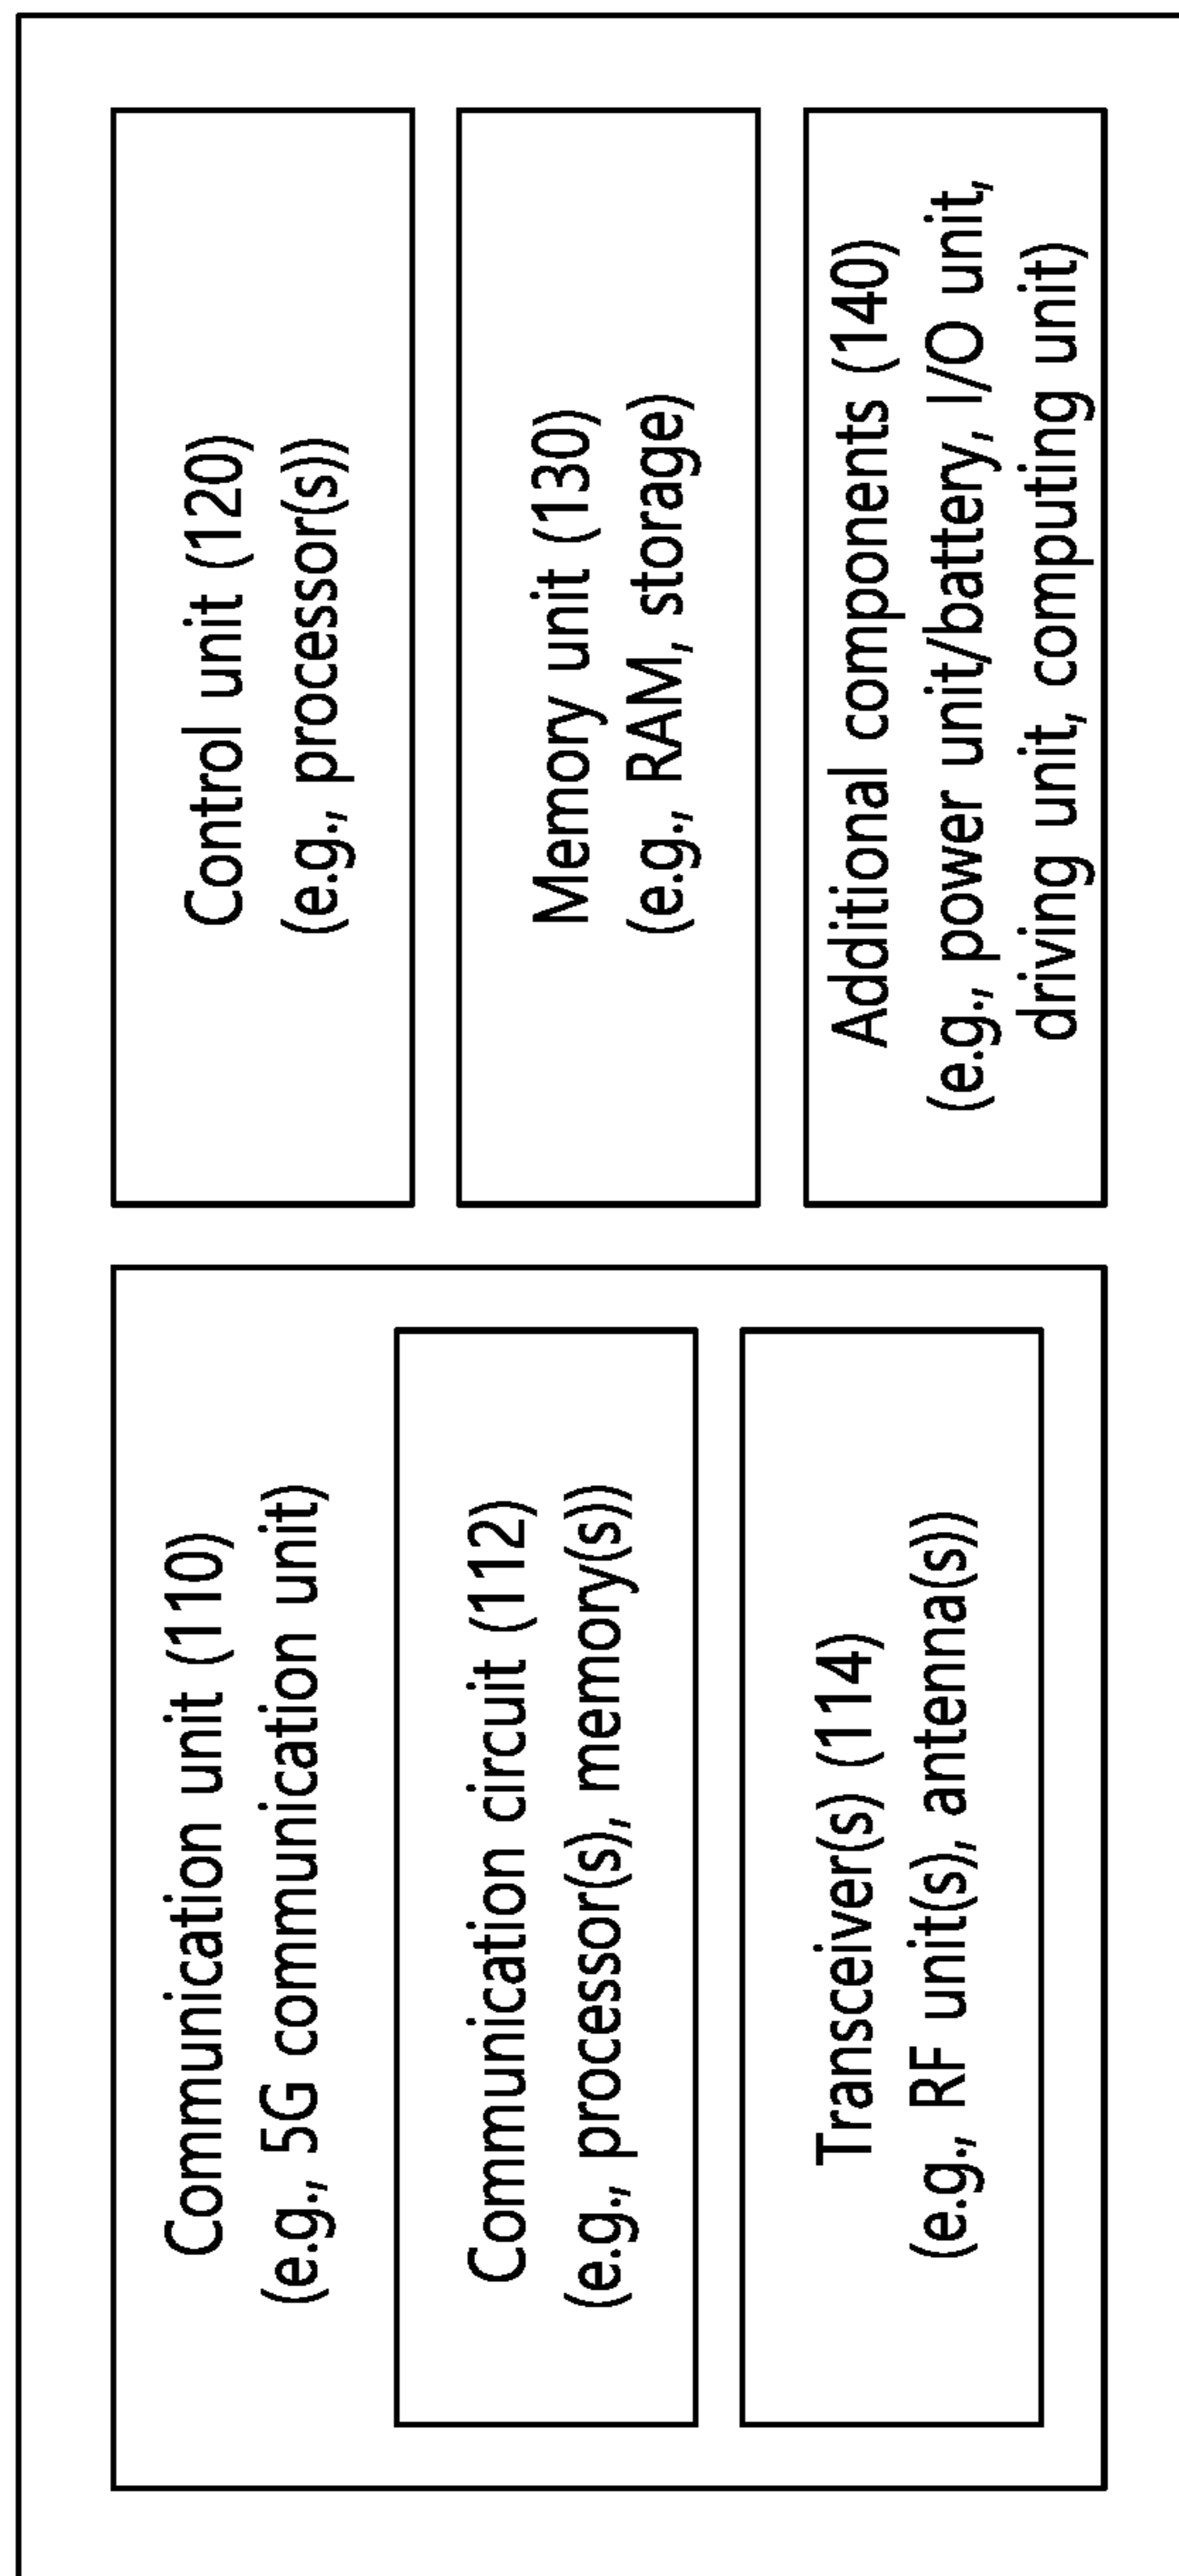 Communication unit (110)
(e.g., 5G communication unit)
Communication circuit (112)
(e.g., processor(s), memory(s))
Transceiver(s) (114)
(e.g., RF unit(s), antenna(s))
Control unit (120)
(e.g., processor(s))
Memory unit (130)
(e.g., RAM, storage)
Additional components (140)
(e.g., power unit/battery, I/O unit,
driving unit, computing unit)